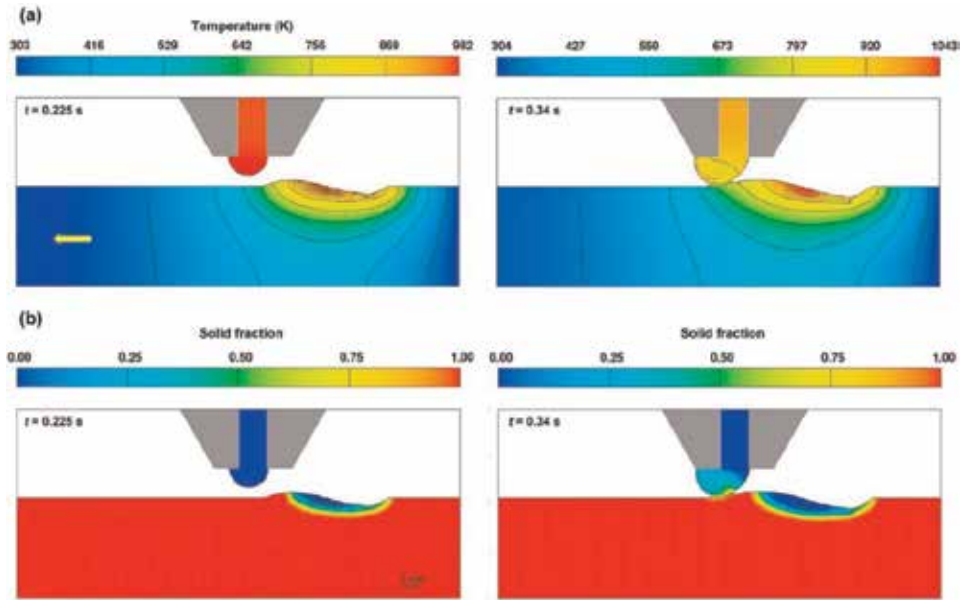 (a)
Temperature (K)
303 416 529 642 755 869 982
304 427 550 673 797 920 1043
t = 0.225 s
t = 0.34 s
(b)
Solid fraction
Solid fraction
0.00 0.25 0.50 0.75 1.00
0.00 0.25 0.50 0.75 1.00
t = 0.225 s
t = 0.34 s